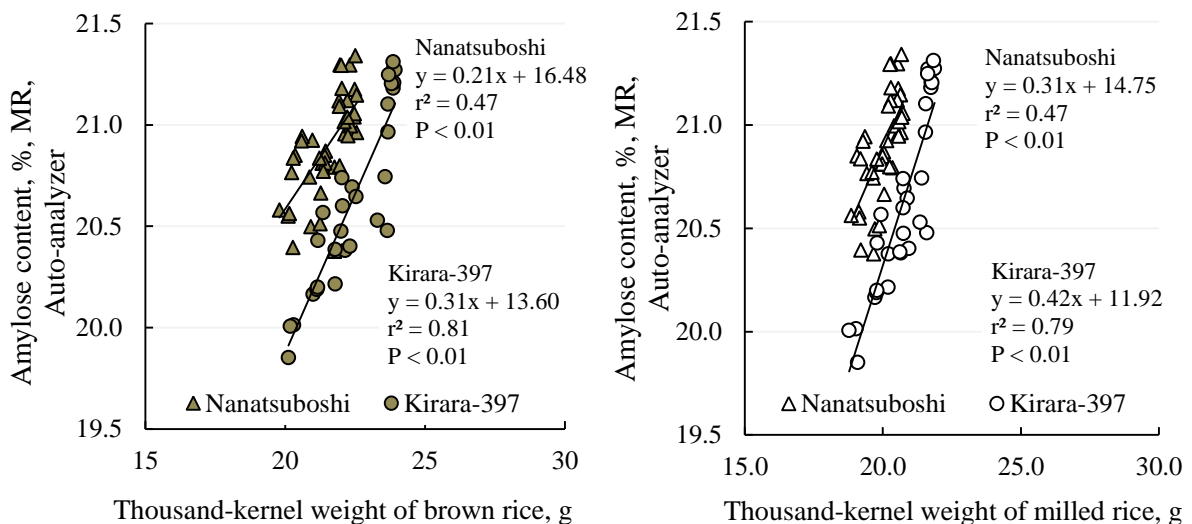 Amylose content, %, MR,
Auto-analyzer
21.5
21.0
20.5
20.0
19.5
Nanatsuboshi
y = 0.21x + 16.48
r² = 0.47
P < 0.01
Kirara-397
y = 0.31x + 13.60
r² = 0.81
P < 0.01
Nanatsuboshi Kirara-397
15 20 25 30
Thousand-kernel weight of brown rice, g
Amylose content, %, MR,
Auto-analyzer
21.5
21.0
20.5
20.0
19.5
Nanatsuboshi
y = 0.31x + 14.75
r² = 0.47
P < 0.01
Kirara-397
y = 0.42x + 11.92
r² = 0.79
P < 0.01
Nanatsuboshi Kirara-397
15.0 20.0 25.0 30.0
Thousand-kernel weight of milled rice, g